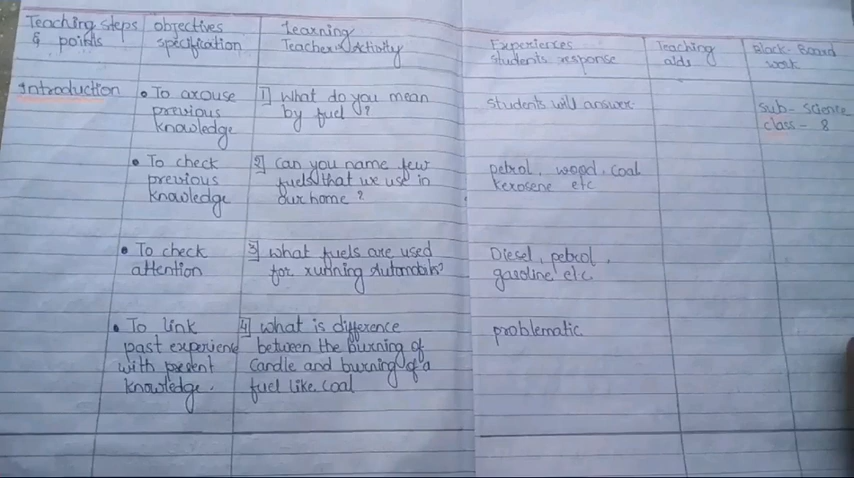 Teaching steps
& points
objectives
specification
Learning
Teacher's Activity
Experiences
students response
Teaching
aids
Black-Board
work
Introduction
• To arouse
previous
knowledge
1] What do you mean
by fuel ?
students will answer
sub- science
class - 8
• To check
previous
knowledge
2] Can you name few
fuels that we use in
our home ?
petrol, wood, coal
kerosene etc
• To check
attention
3] What fuels are used
for running Automobiles?
Diesel, petrol,
gasoline etc.
• To link
past experience
with present
knowledge.
4] what is difference
between the burning of
candle and burning of a
fuel like coal
problematic